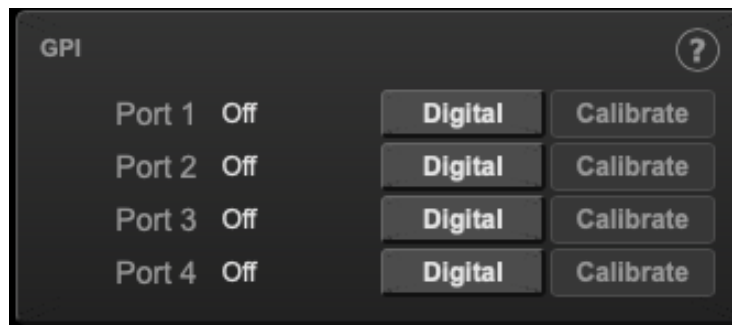 GPI ?
Port 1 Off Digital Calibrate
Port 2 Off Digital Calibrate
Port 3 Off Digital Calibrate
Port 4 Off Digital Calibrate